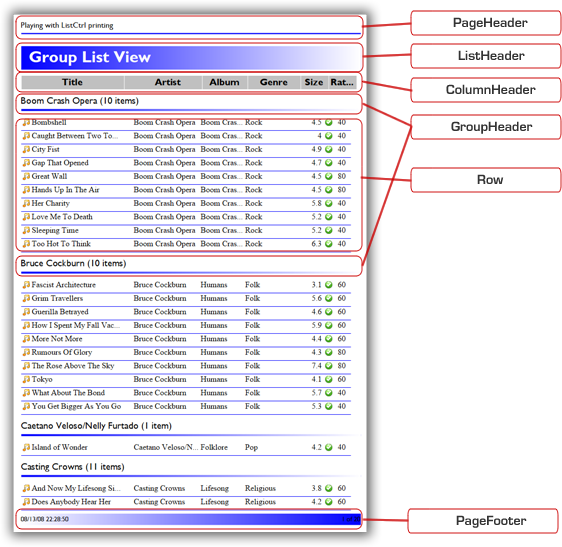 Playing with ListCtrl printing
PageHeader
Group List View
ListHeader
Title Artist Album Genre Size Rat...
ColumnHeader
Boom Crash Opera (10 items)
GroupHeader
Bombshell Boom Crash Opera Boom Cras... Rock 4.5 40
Caught Between Two To... Boom Crash Opera Boom Cras... Rock 4 40
City Fist Boom Crash Opera Boom Cras... Rock 4.9 40
Gap That Opened Boom Crash Opera Boom Cras... Rock 4.7 40
Great Wall Boom Crash Opera Boom Cras... Rock 4.5 80
Row
Hands Up In The Air Boom Crash Opera Boom Cras... Rock 4.5 80
Her Charity Boom Crash Opera Boom Cras... Rock 5.8 40
Love Me To Death Boom Crash Opera Boom Cras... Rock 5.2 40
Sleeping Time Boom Crash Opera Boom Cras... Rock 5.2 40
Too Hot To Think Boom Crash Opera Boom Cras... Rock 6.3 40
Bruce Cockburn (10 items)
Fascist Architecture Bruce Cockburn Humans Folk 3.1 60
Grim Travellers Bruce Cockburn Humans Folk 5.6 60
Guerilla Betrayed Bruce Cockburn Humans Folk 4.6 60
How I Spent My Fall Vac... Bruce Cockburn Humans Folk 5.9 60
More Not More Bruce Cockburn Humans Folk 4.4 60
Rumours Of Glory Bruce Cockburn Humans Folk 4.3 80
The Rose Above The Sky Bruce Cockburn Humans Folk 7.4 80
Tokyo Bruce Cockburn Humans Folk 4.1 60
What About The Bond Bruce Cockburn Humans Folk 5.7 40
You Get Bigger As You Go Bruce Cockburn Humans Folk 5.3 40
Caetano Veloso/Nelly Furtado (1 item)
Island of Wonder Caetano Veloso/N... Folklore Pop 4.2 40
Casting Crowns (11 items)
And Now My Lifesong Si... Casting Crowns Lifesong Religious 3.8 60
Does Anybody Hear Her Casting Crowns Lifesong Religious 4.2 60
08/13/08 22:28:50
PageFooter